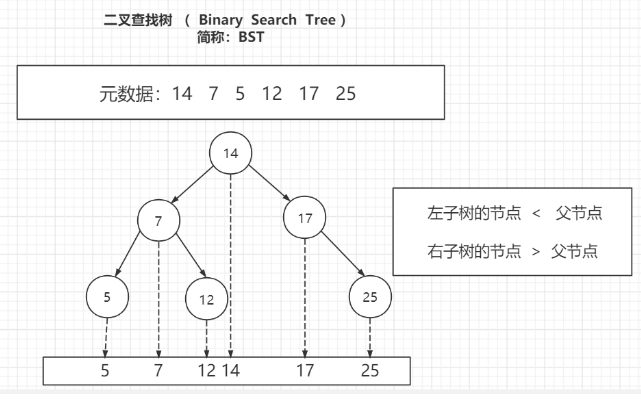 二叉查找树 （ Binary Search Tree ）
简称：BST
元数据：14 7 5 12 17 25
14
7
17
左子树的节点 < 父节点
右子树的节点 > 父节点
5
12
25
5 7 12 14 17 25